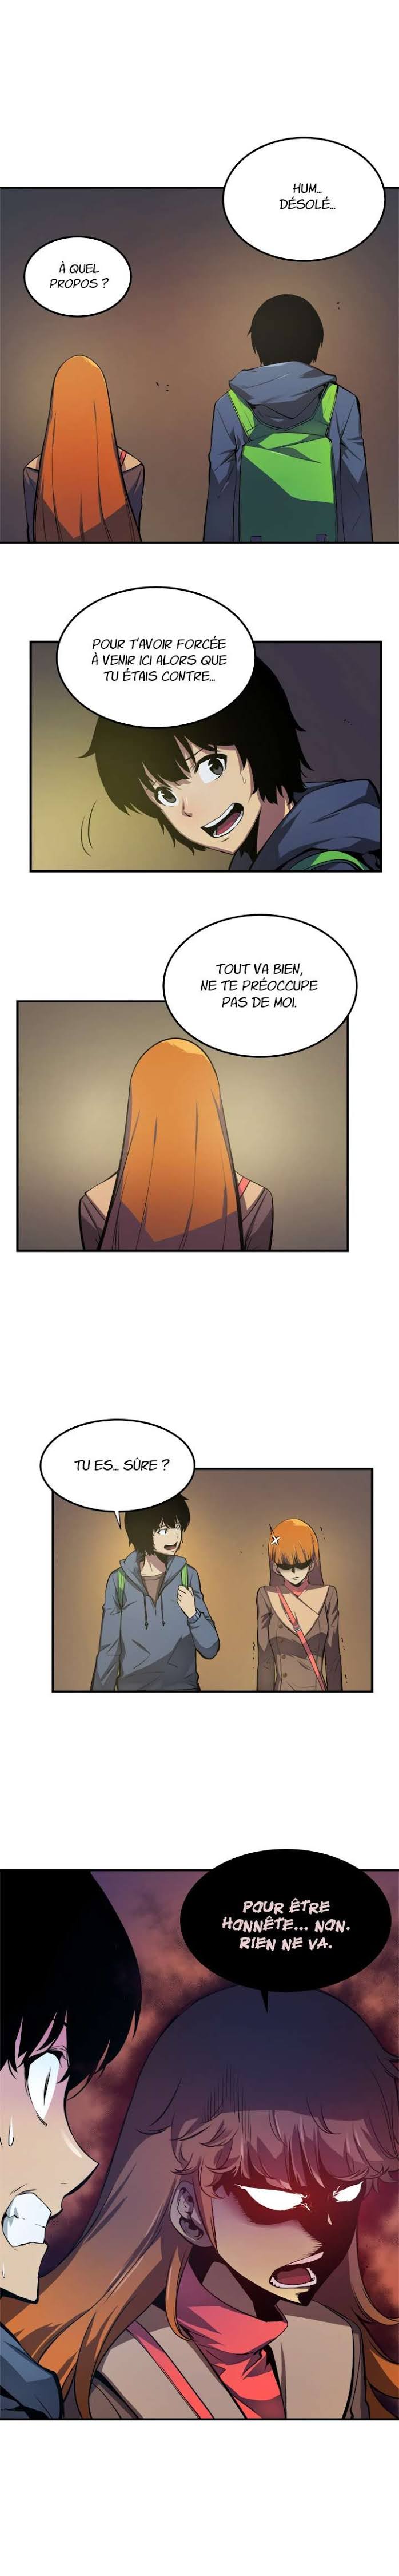 HUM...
DÉSOLÉ...
À QUEL
PROPOS ?
POUR T'AVOIR FORCÉE
À VENIR ICI ALORS QUE
TU ÉTAIS CONTRE...
TOUT VA BIEN,
NE TE PRÉOCCUPE
PAS DE MOI.
TU ES... SÛRE ?
POUR ÊTRE
HONNÊTE... NON.
RIEN NE VA.